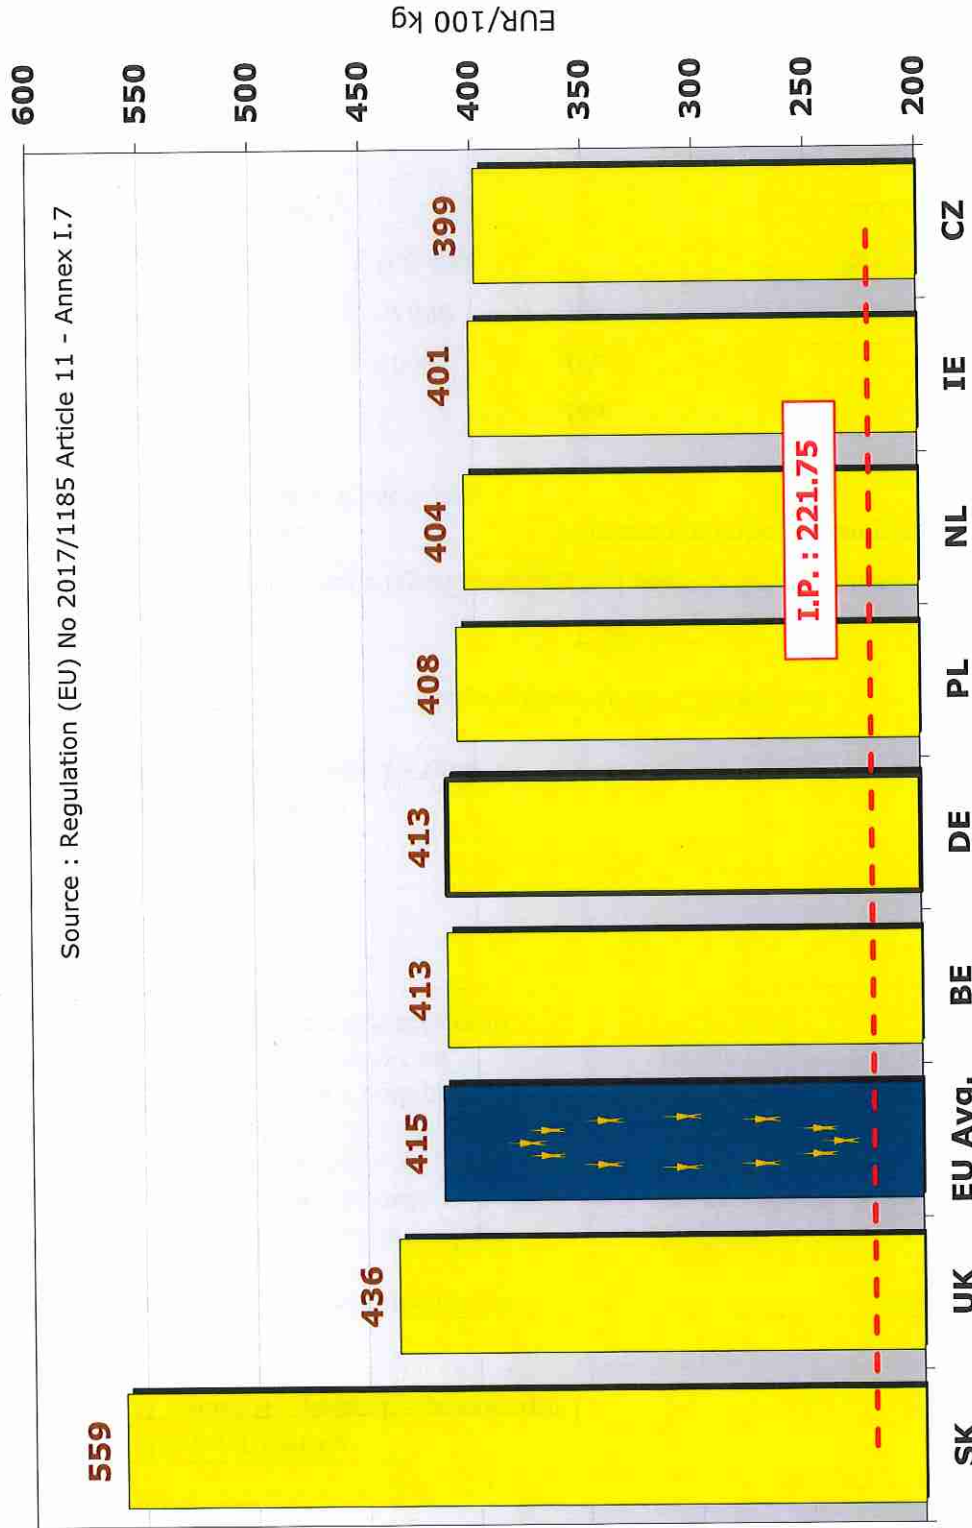 Source : Regulation (EU) No 2017/1185 Article 11 - Annex I.7
EUR/100 kg
600
550
500
450
400
350
300
250
200
559
436
415
413
413
408
404
401
399
I.P. : 221.75
SK
UK
EU Avg.
BE
DE
PL
NL
IE
CZ